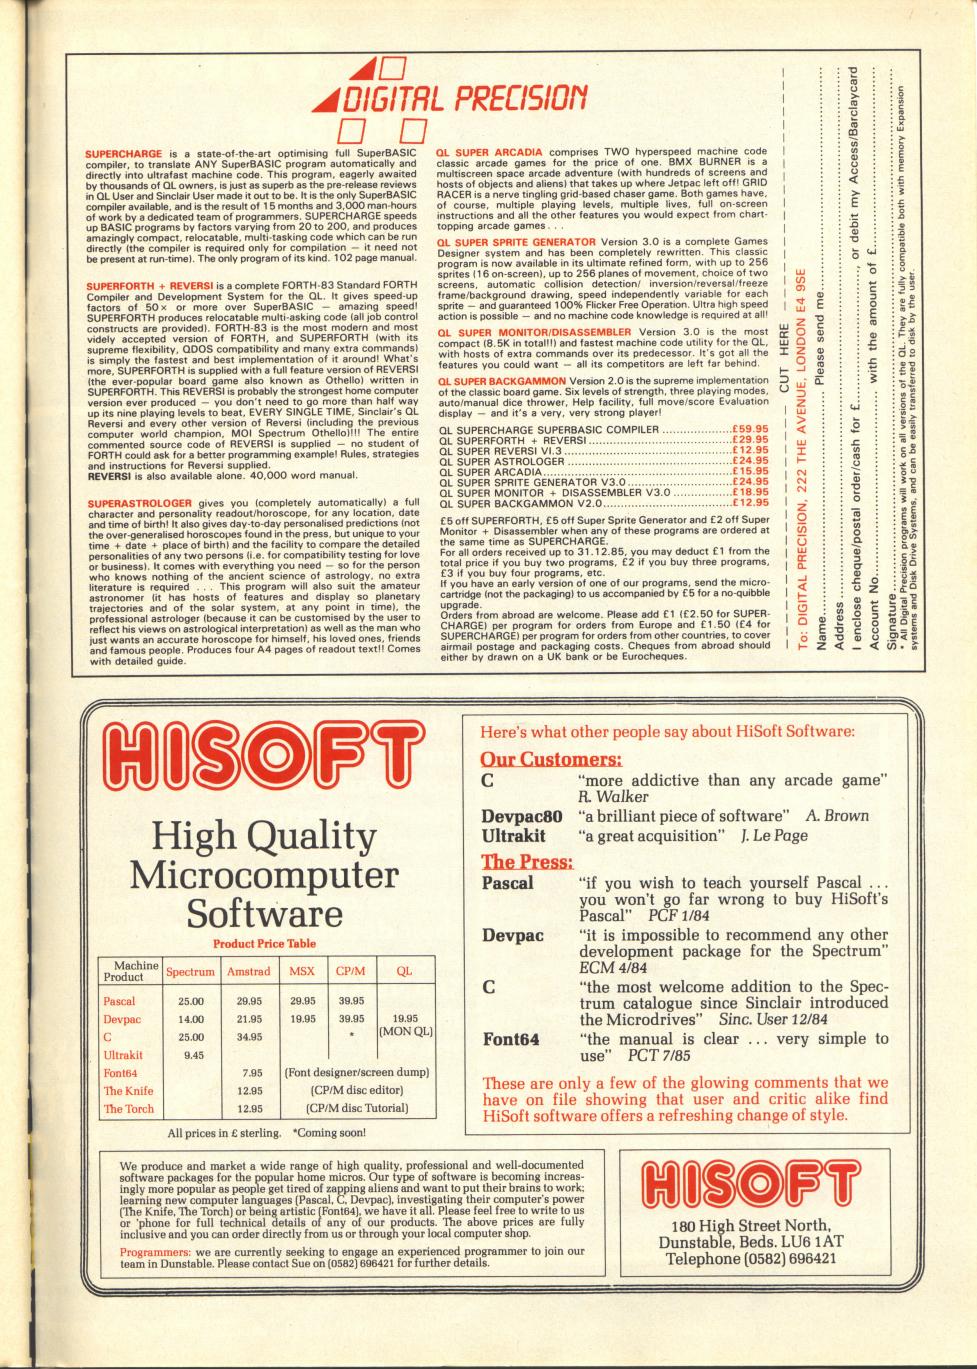 DIGITAL PRECISION
SUPERCHARGE is a state-of-the-art optimising full SuperBASIC
compiler, to translate ANY SuperBASIC program automatically and
directly into ultrafast machine code. This program, eagerly awaited
by thousands of QL owners, is just as superb as the pre-release reviews
in QL User and Sinclair User made it out to be. It is the only SuperBASIC
compiler available, and is the result of 15 months and 3,000 man-hours
of work by a dedicated team of programmers. SUPERCHARGE speeds
up BASIC programs by factors varying from 20 to 200, and produces
amazingly compact, relocatable, multi-tasking code which can be run
directly (the compiler is required only for compilation — it need not
be present at run-time). The only program of its kind. 102 page manual.
SUPERFORTH + REVERSI is a complete FORTH-83 Standard FORTH
Compiler and Development System for the QL. It gives speed-up
factors of 50× or more over SuperBASIC — amazing speed!
SUPERFORTH produces relocatable multi-asking code (all job control
constructs are provided). FORTH-83 is the most modern and most
videly accepted version of FORTH, and SUPERFORTH (with its
supreme flexibility, QDOS compatibility and many extra commands)
is simply the fastest and best implementation of it around! What's
more, SUPERFORTH is supplied with a full feature version of REVERSI
(the ever-popular board game also known as Othello) written in
SUPERFORTH. This REVERSI is probably the strongest home computer
version ever produced — you don't need to go more than half way
up its nine playing levels to beat, EVERY SINGLE TIME, Sinclair's QL
Reversi and every other version of Reversi (including the previous
computer world champion, MOI Spectrum Othello)!!! The entire
commented source code of REVERSI is supplied — no student of
FORTH could ask for a better programming example! Rules, strategies
and instructions for Reversi supplied.
REVERSI is also available alone. 40,000 word manual.
SUPERASTROLOGER gives you (completely automatically) a full
character and personality readout/horoscope, for any location, date
and time of birth! It also gives day-to-day personalised predictions (not
the over-generalised horoscopes found in the press, but unique to your
time + date + place of birth) and the facility to compare the detailed
personalities of any two persons (i.e. for compatibility testing for love
or business). It comes with everything you need — so for the person
who knows nothing of the ancient science of astrology, no extra
literature is required . . . This program will also suit the amateur
astronomer (it has hosts of features and display so planetary
trajectories and of the solar system, at any point in time), the
professional astrologer (because it can be customised by the user to
reflect his views on astrological interpretation) as well as the man who
just wants an accurate horoscope for himself, his loved ones, friends
and famous people. Produces four A4 pages of readout text!! Comes
with detailed guide.
QL SUPER ARCADIA comprises TWO hyperspeed machine code
classic arcade games for the price of one. BMX BURNER is a
multiscreen space arcade adventure (with hundreds of screens and
hosts of objects and aliens) that takes up where Jetpac left off! GRID
RACER is a nerve tingling grid-based chaser game. Both games have,
of course, multiple playing levels, multiple lives, full on-screen
instructions and all the other features you would expect from chart-
topping arcade games . . .
QL SUPER SPRITE GENERATOR Version 3.0 is a complete Games
Designer system and has been completely rewritten. This classic
program is now available in its ultimate refined form, with up to 256
sprites (16 on-screen), up to 256 planes of movement, choice of two
screens, automatic collision detection/ inversion/reversal/freeze
frame/background drawing, speed independently variable for each
sprite — and guaranteed 100% Flicker Free Operation. Ultra high speed
action is possible — and no machine code knowledge is required at all!
QL SUPER MONITOR/DISASSEMBLER Version 3.0 is the most
compact (8.5K in total!!) and fastest machine code utility for the QL,
with hosts of extra commands over its predecessor. It's got all the
features you could want — all its competitors are left far behind.
QL SUPER BACKGAMMON Version 2.0 is the supreme implementation
of the classic board game. Six levels of strength, three playing modes,
auto/manual dice thrower, Help facility, full move/score Evaluation
display — and it's a very, very strong player!
QL SUPERCHARGE SUPERBASIC COMPILER ....................£59.95
QL SUPERFORTH + REVERSI....................£29.95
QL SUPER REVERSI VI.3....................£12.95
QL SUPER ASTROLOGER....................£24.95
QL SUPER ARCADIA....................£15.95
QL SUPER SPRITE GENERATOR V3.0....................£24.95
QL SUPER MONITOR + DISASSEMBLER V3.0....................£18.95
QL SUPER BACKGAMMON V2.0....................£12.95
£5 off SUPERFORTH, £5 off Super Sprite Generator and £2 off Super
Monitor + Disassembler when any of these programs are ordered at
the same time as SUPERCHARGE.
For all orders received up to 31.12.85, you may deduct £1 from the
total price if you buy two programs, £2 if you buy three programs,
£3 if you buy four programs, etc.
If you have an early version of one of our programs, send the micro-
cartridge (not the packaging) to us accompanied by £5 for a no-quibble
upgrade.
Orders from abroad are welcome. Please add £1 (£2.50 for SUPER-
CHARGE) per program for orders from Europe and £1.50 (£4 for
SUPERCHARGE) per program for orders from other countries, to cover
airmail postage and packaging costs. Cheques from abroad should
either by drawn on a UK bank or be Eurocheques.
CUT HERE
To: DIGITAL PRECISION, 222 THE AVENUE, LONDON E4 9SE
Name.................... Please send me....................
Address ....................
I enclose cheque/postal order/cash for £...................., or debit my Access/Barclaycard
Account No.................... with the amount of £....................
Signature....................
* All Digital Precision programs will work on all versions of the QL. They are fully compatible both with memory Expansion
systems and Disk Drive Systems, and can be easily transferred to disk by the user.
HISOFT
High Quality
Microcomputer
Software
Product Price Table
Machine Product Spectrum Amstrad MSX CP/M QL
Pascal 25.00 29.95 29.95 39.95
Devpac 14.00 21.95 19.95 39.95 19.95
C 25.00 34.95 * (MON QL)
Ultrakit 9.45
Font64 7.95 (Font designer/screen dump)
The Knife 12.95 (CP/M disc editor)
The Torch 12.95 (CP/M disc Tutorial)
All prices in £ sterling. *Coming soon!
Here's what other people say about HiSoft Software:
Our Customers:
C "more addictive than any arcade game"
R. Walker
Devpac80 "a brilliant piece of software" A. Brown
Ultrakit "a great acquisition" J. Le Page
The Press:
Pascal "if you wish to teach yourself Pascal ...
you won't go far wrong to buy HiSoft's
Pascal" PCF 1/84
Devpac "it is impossible to recommend any other
development package for the Spectrum"
ECM 4/84
C "the most welcome addition to the Spec-
trum catalogue since Sinclair introduced
the Microdrives" Sinc. User 12/84
Font64 "the manual is clear ... very simple to
use" PCT 7/85
These are only a few of the glowing comments that we
have on file showing that user and critic alike find
HiSoft software offers a refreshing change of style.
We produce and market a wide range of high quality, professional and well-documented
software packages for the popular home micros. Our type of software is becoming increas-
ingly more popular as people get tired of zapping aliens and want to put their brains to work;
learning new computer languages (Pascal, C, Devpac), investigating their computer's power
(The Knife, The Torch) or being artistic (Font64), we have it all. Please feel free to write to us
or 'phone for full technical details of any of our products. The above prices are fully
inclusive and you can order directly from us or through your local computer shop.
Programmers: we are currently seeking to engage an experienced programmer to join our
team in Dunstable. Please contact Sue on (0582) 696421 for further details.
HISOFT
180 High Street North,
Dunstable, Beds. LU6 1AT
Telephone (0582) 696421